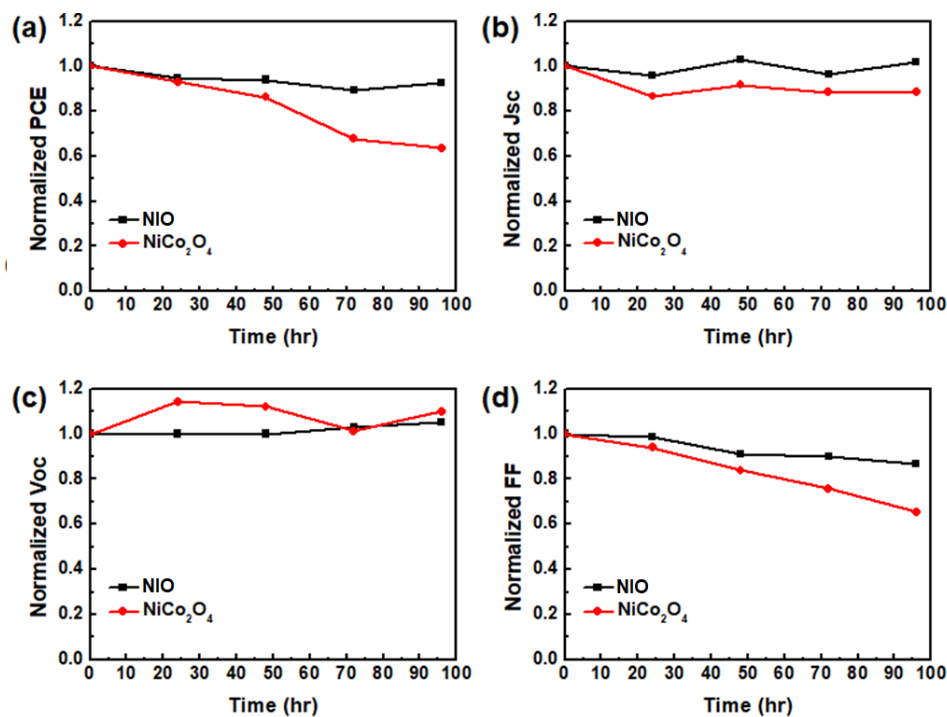 (a)
1.2
1.0
0.8
0.6
0.4
0.2
0.0
Normalized PCE
NIO
NiCo₂O₄
0 10 20 30 40 50 60 70 80 90 100
Time (hr)
(b)
1.2
1.0
0.8
0.6
0.4
0.2
0.0
Normalized Jsc
NIO
NiCo₂O₄
0 10 20 30 40 50 60 70 80 90 100
Time (hr)
(c)
1.2
1.0
0.8
0.6
0.4
0.2
0.0
Normalized Voc
NIO
NiCo₂O₄
0 10 20 30 40 50 60 70 80 90 100
Time (hr)
(d)
1.2
1.0
0.8
0.6
0.4
0.2
0.0
Normalized FF
NIO
NiCo₂O₄
0 10 20 30 40 50 60 70 80 90 100
Time (hr)